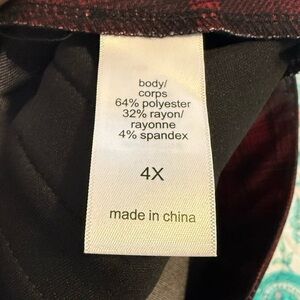 body/
corps
64% polyester
32% rayon/
rayonne
4% spandex
4X
made in china